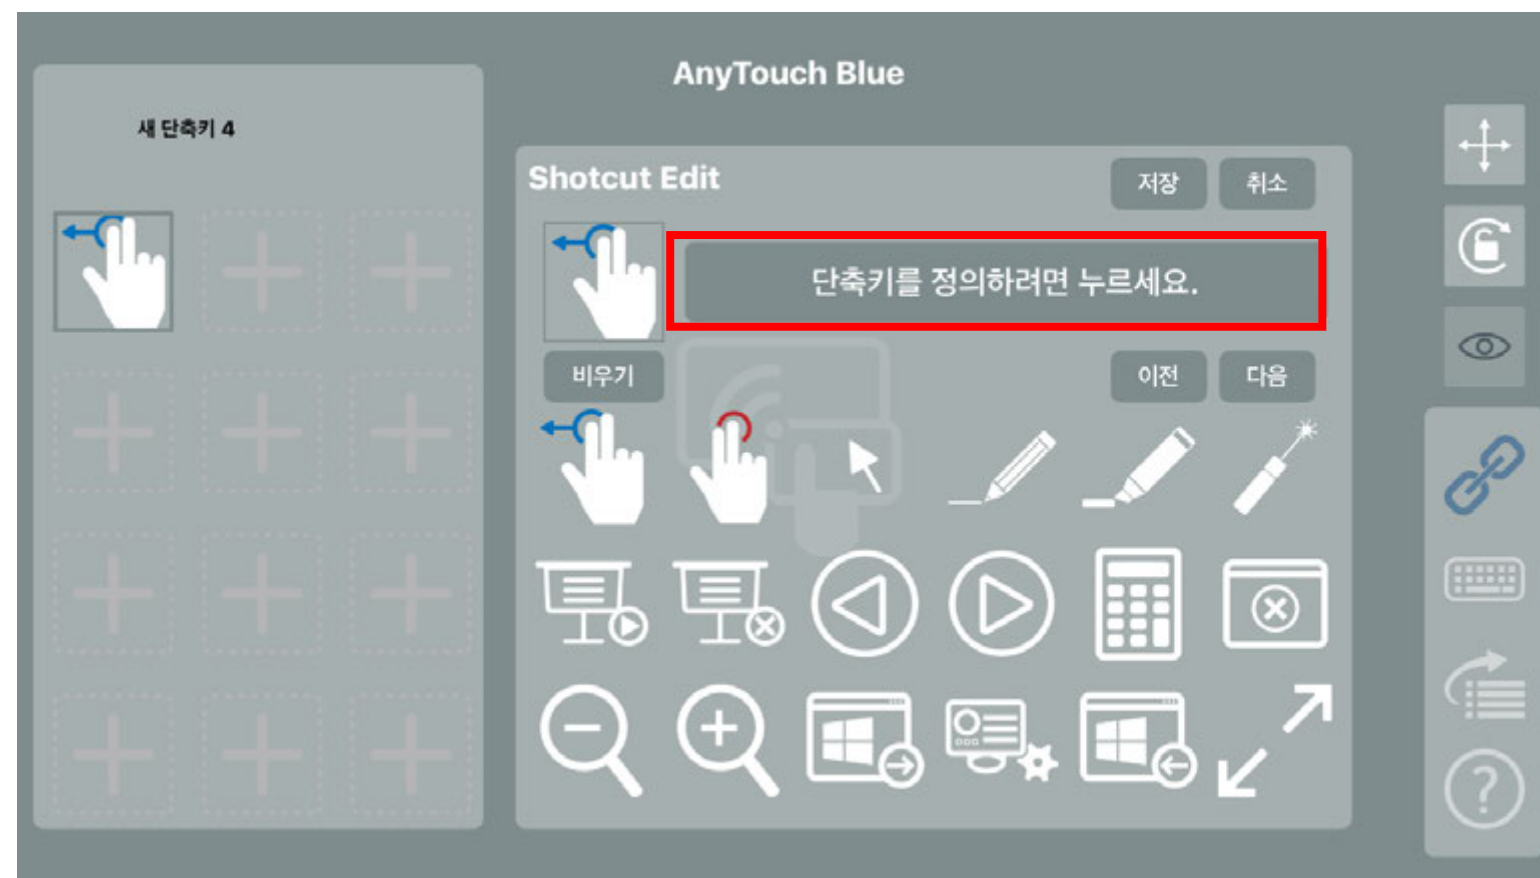 AnyTouch Blue
새 단축키 4
Shotcut Edit
저장
취소
단축키를 정의하려면 누르세요.
비우기
이전
다음